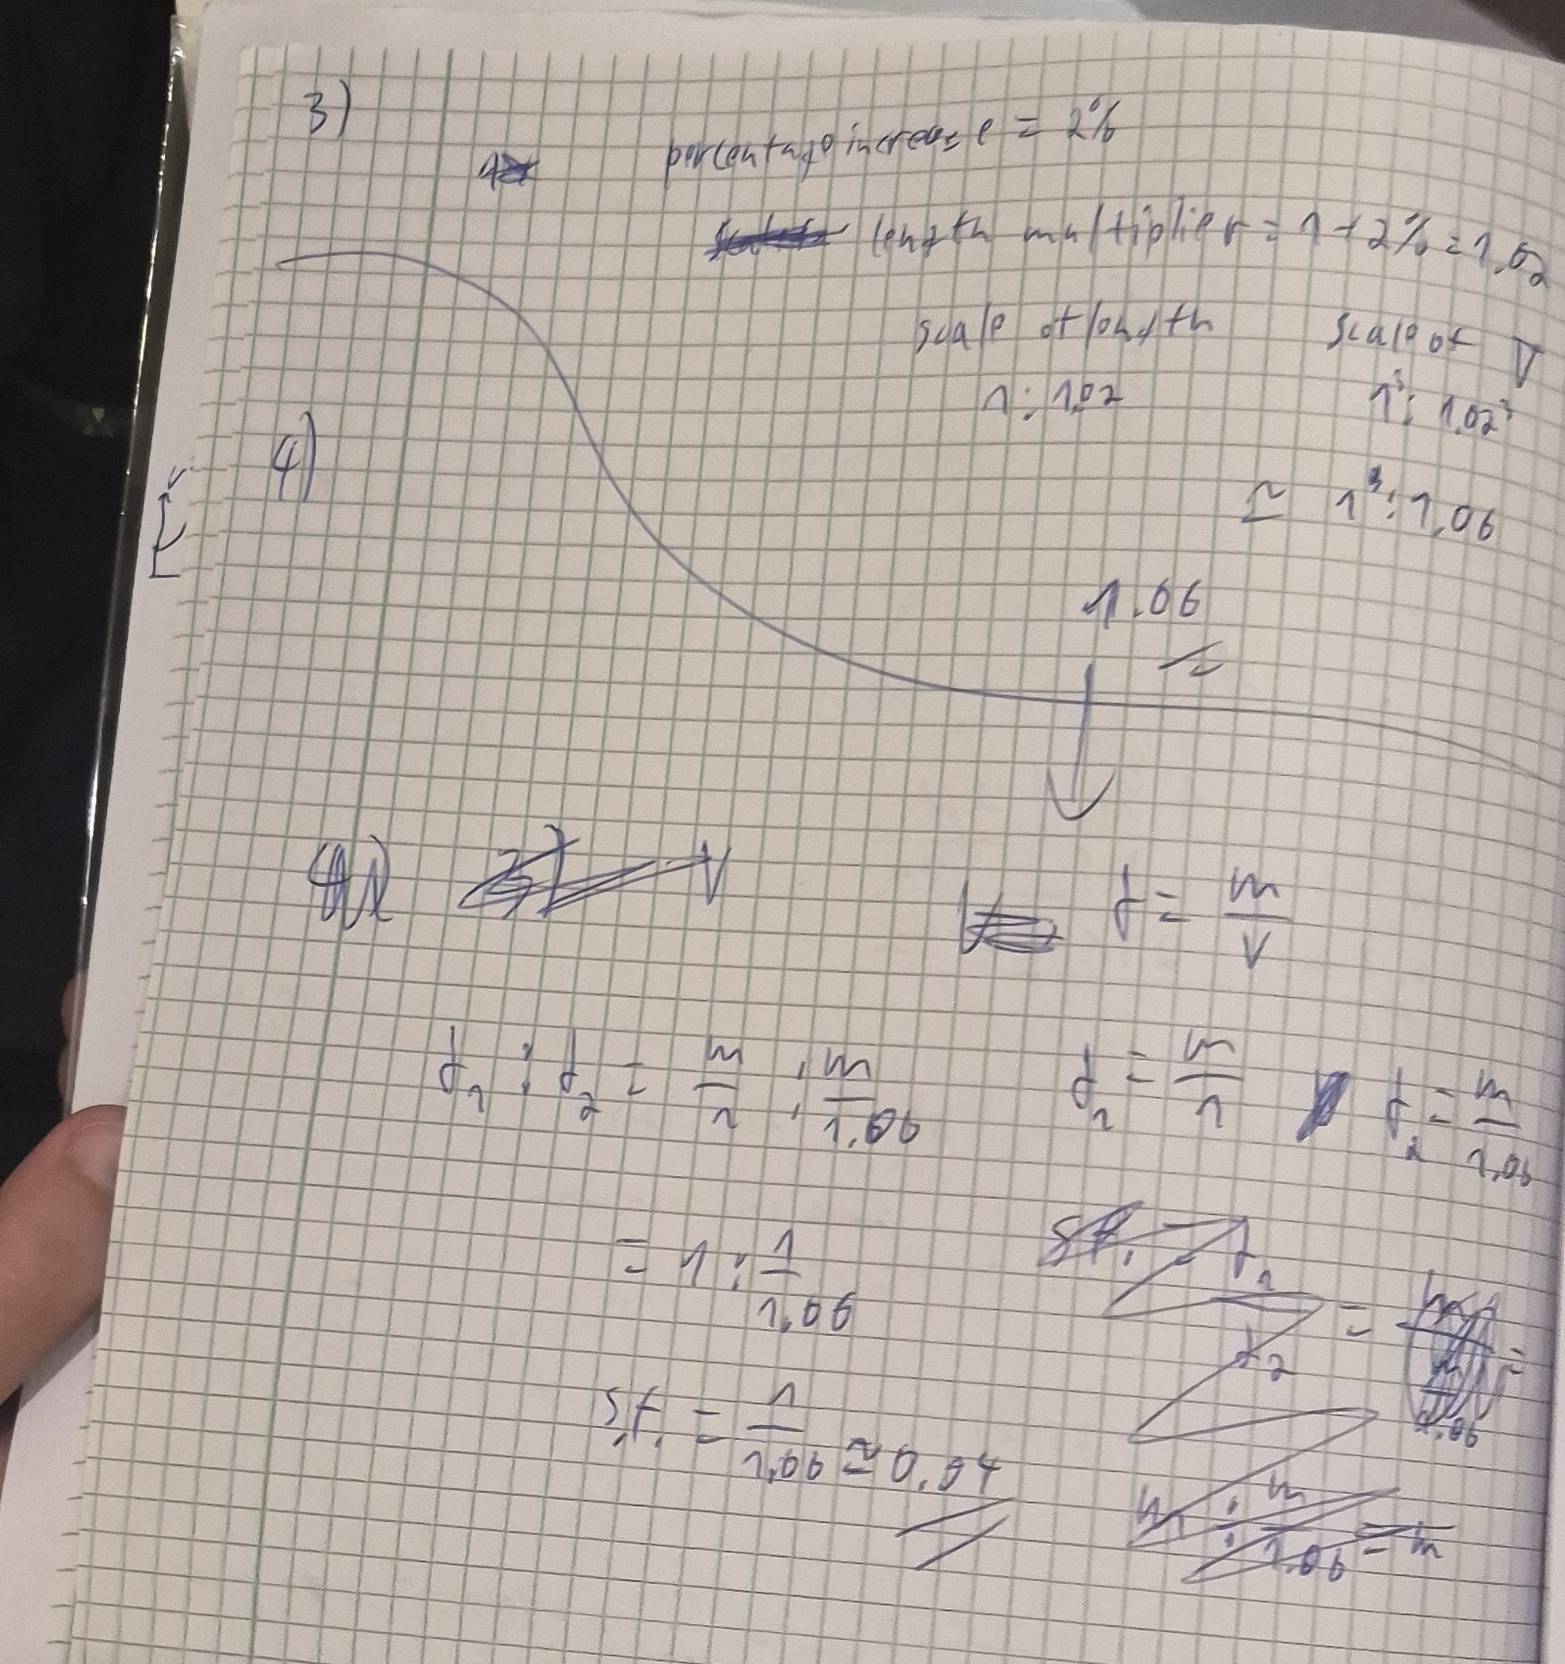 3)
percentage increase = 2%
length multiplier = 1 + 2% = 1.02
scale of length
scale of V
1 : 1.02
1³ : 1.02³
4)
≃ 1³ : 1.06
1.06
d = m/V
d₁ : d₂ = m/1 : m/1.06
d₁ = m/1
d₂ = m/1.06
= 1 : 1/1.06
s.f. = 1/1.06 ≈ 0.94